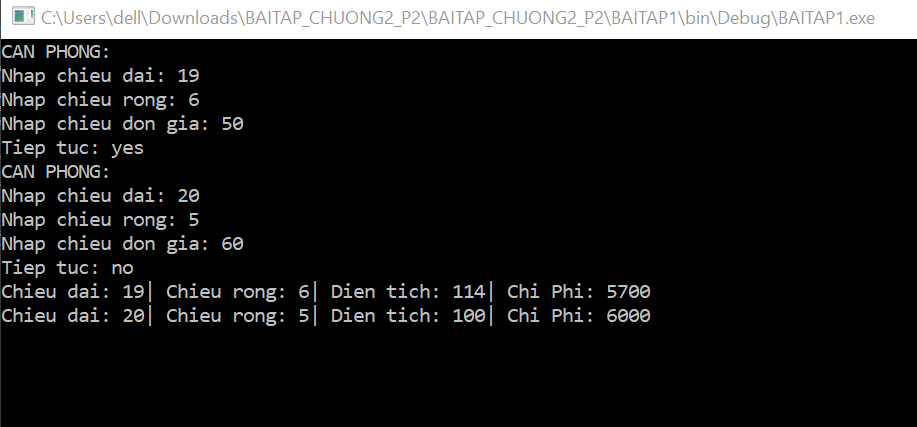 C:\Users\dell\Downloads\BAITAP_CHUONG2_P2\BAITAP_CHUONG2_P2\BAITAP1\bin\Debug\BAITAP1.exe
CAN PHONG:
Nhap chieu dai: 19
Nhap chieu rong: 6
Nhap chieu don gia: 50
Tiep tuc: yes
CAN PHONG:
Nhap chieu dai: 20
Nhap chieu rong: 5
Nhap chieu don gia: 60
Tiep tuc: no
Chieu dai: 19| Chieu rong: 6| Dien tich: 114| Chi Phi: 5700
Chieu dai: 20| Chieu rong: 5| Dien tich: 100| Chi Phi: 6000